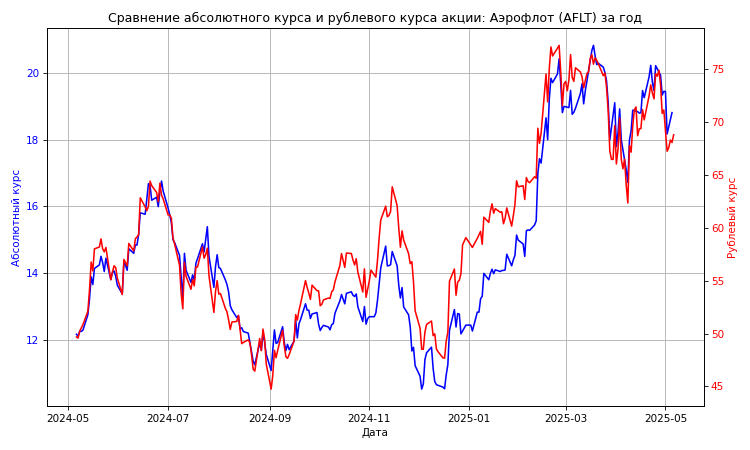 Сравнение абсолютного курса и рублевого курса акции: Аэрофлот (AFLT) за год
Абсолютный курс
20
18
16
14
12
75
70
65
60
55
50
45
Рублевый курс
2024-05 2024-07 2024-09 2024-11 2025-01 2025-03 2025-05
Дата